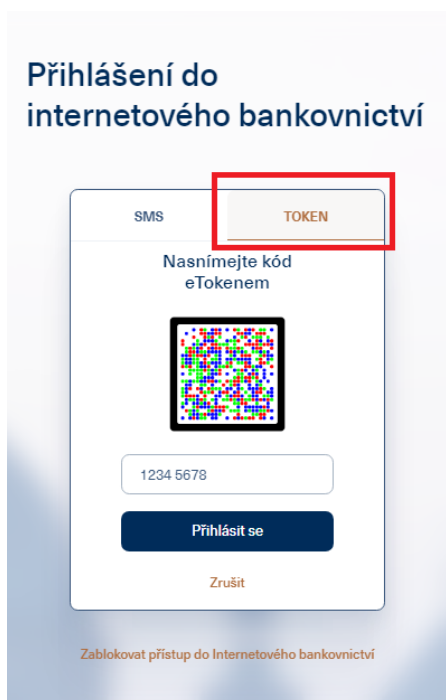 Přihlášení do
internetového bankovnictví
SMS
TOKEN
Nasnímejte kód
eTokenem
1234 5678
Přihlásit se
Zrušit
Zablokovat přístup do Internetového bankovnictví